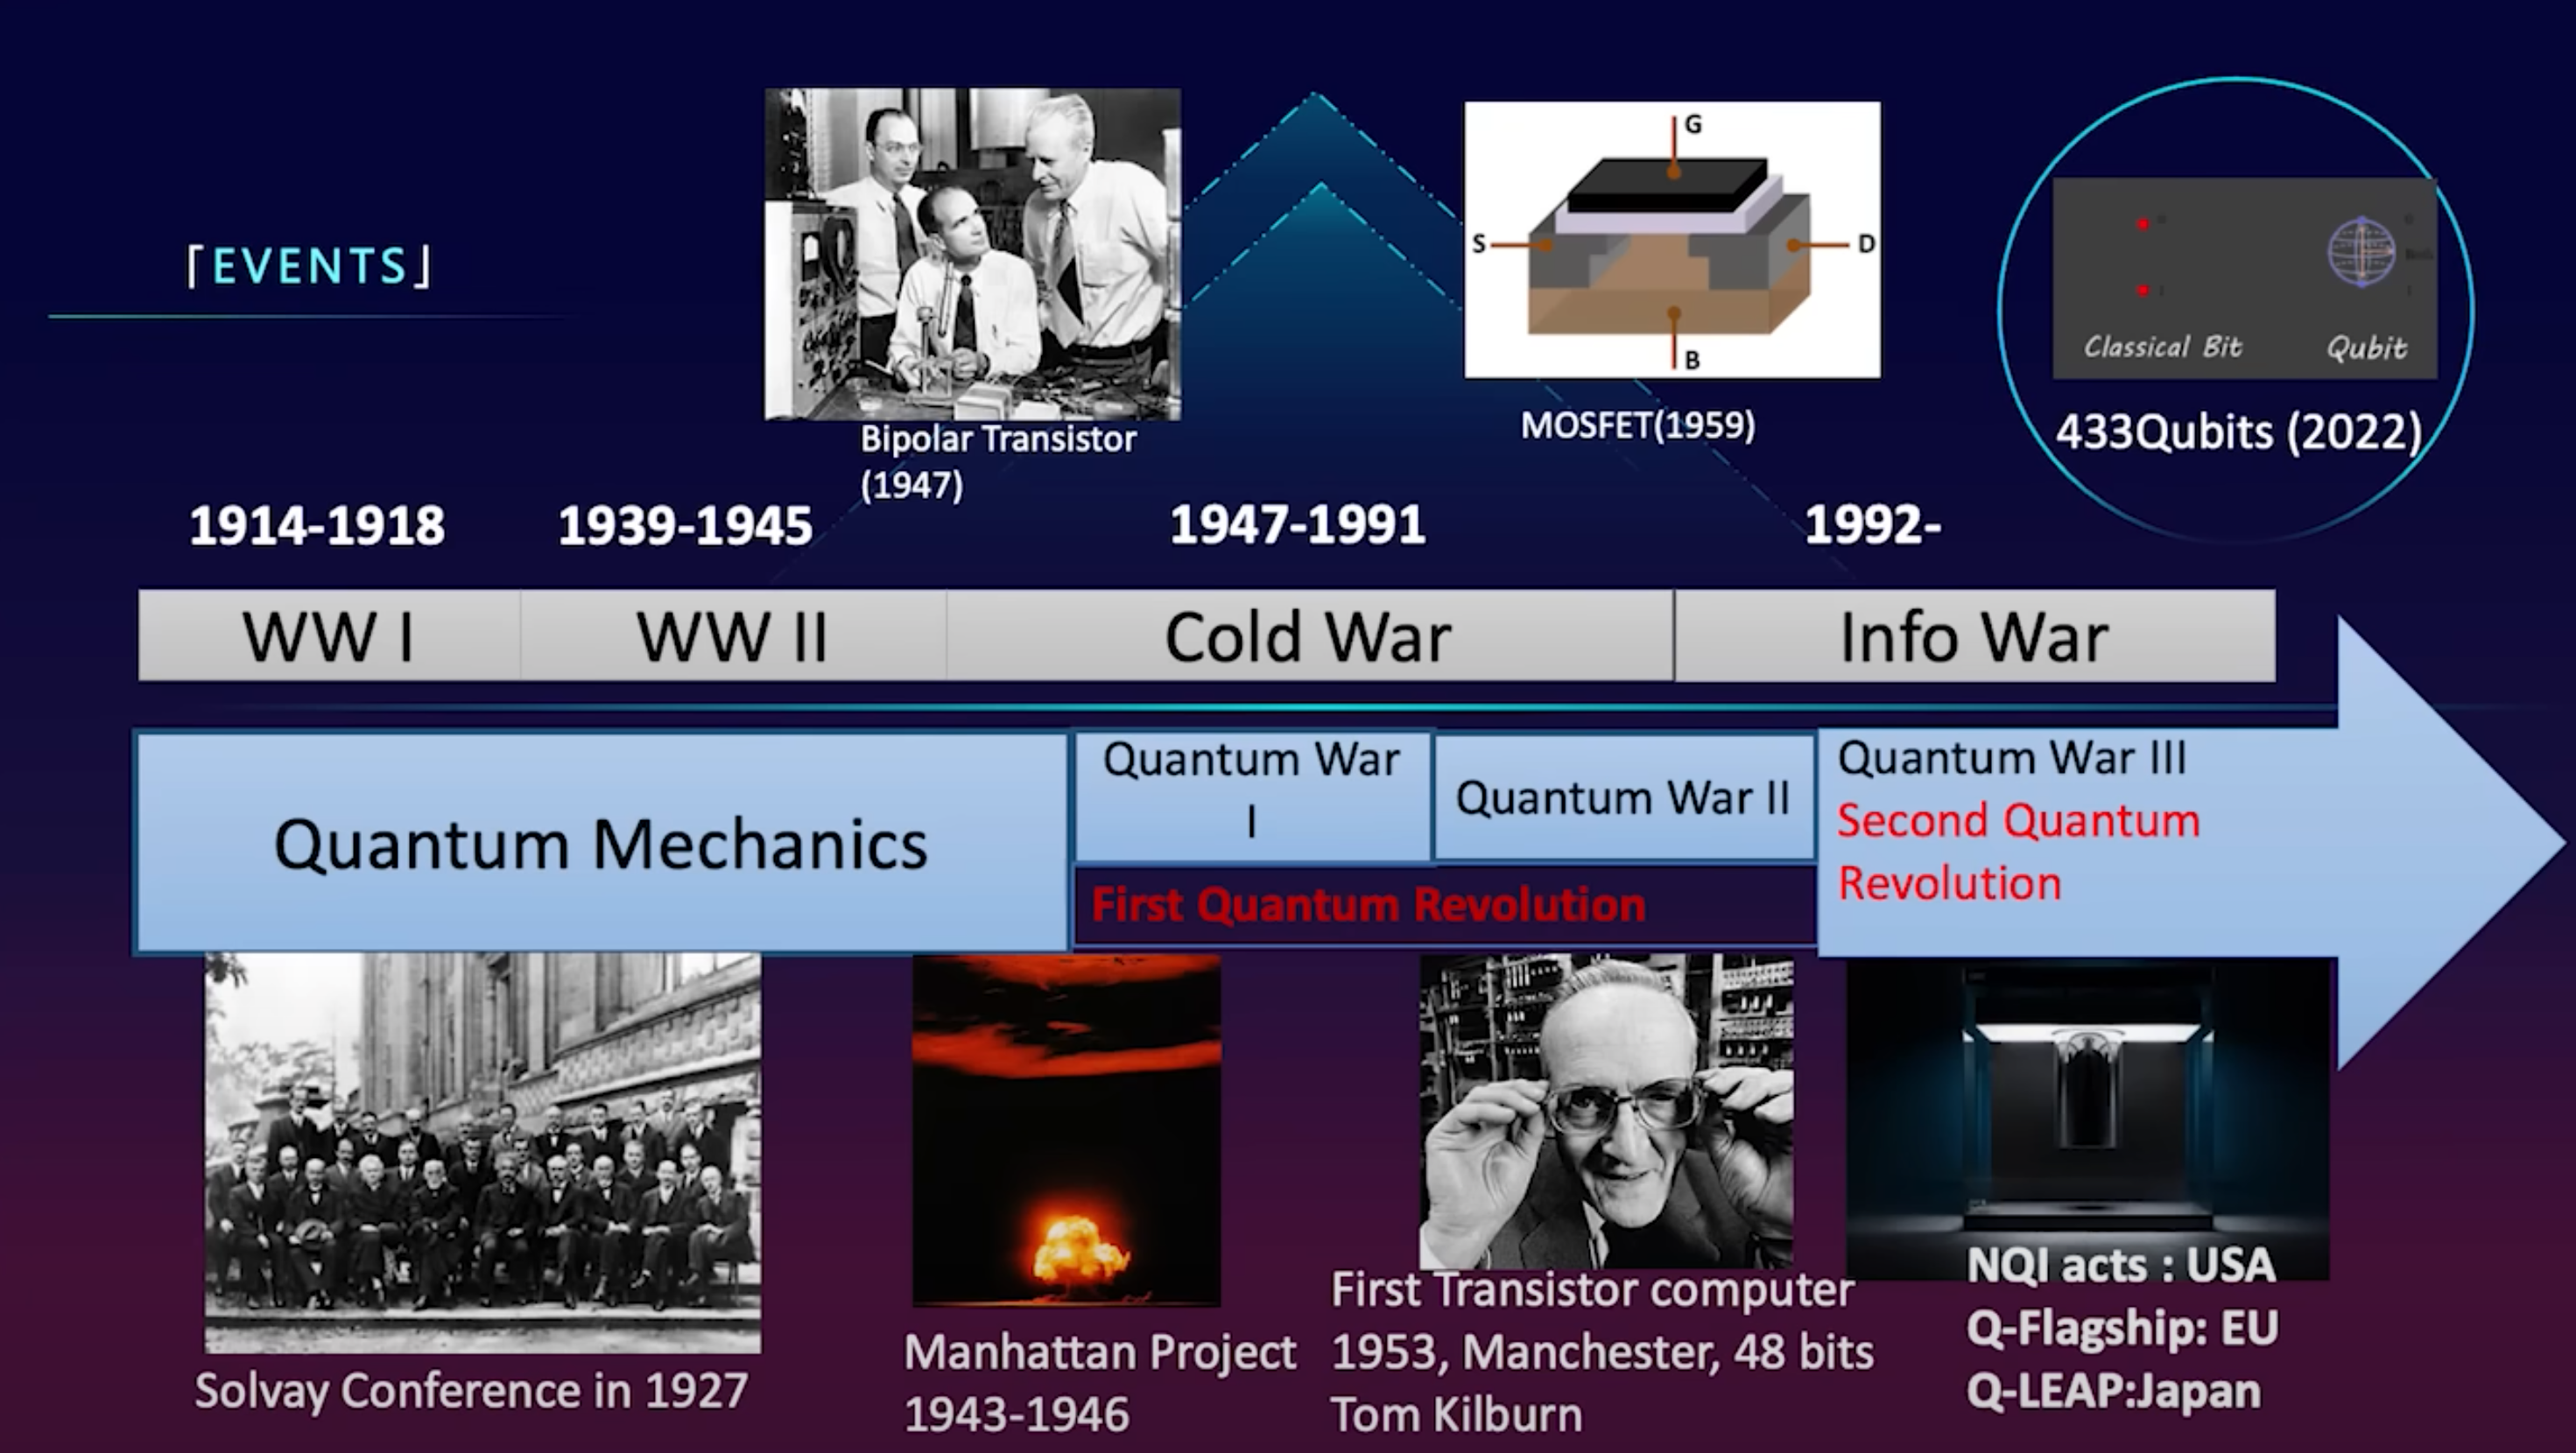 「EVENTS」
G
S
D
B
Classical Bit
Qubit
Bipolar Transistor
(1947)
MOSFET(1959)
433Qubits (2022)
1914-1918
1939-1945
1947-1991
1992-
WW I
WW II
Cold War
Info War
Quantum Mechanics
Quantum War
I
Quantum War II
First Quantum Revolution
Quantum War III
Second Quantum
Revolution
Solvay Conference in 1927
Manhattan Project
1943-1946
First Transistor computer
1953, Manchester, 48 bits
Tom Kilburn
NQI acts : USA
Q-Flagship: EU
Q-LEAP:Japan